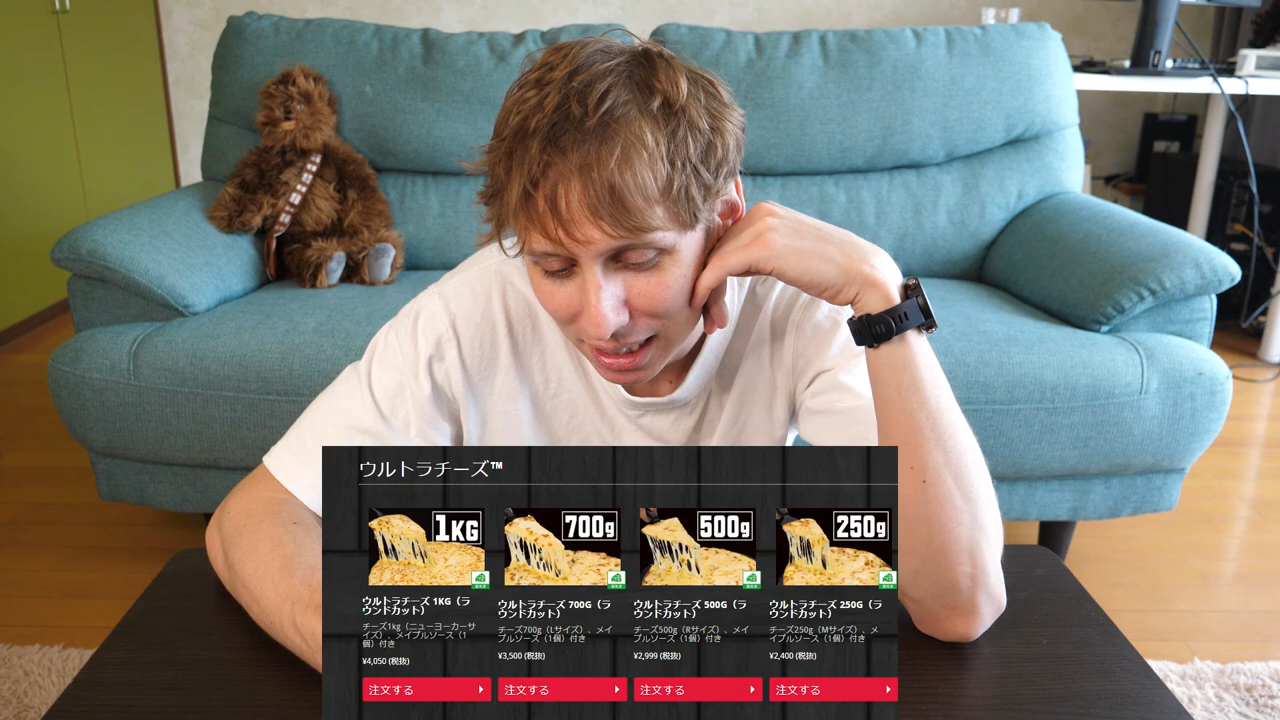 ウルトラチーズ™
1KG
700g
500g
250g
ウルトラチーズ 1KG（ラ
ウンドカット）
チーズ1kg（ニューヨーカーサ
イズ）、メイプルソース（1
個）付き
¥4,050 (税抜)
注文する
ウルトラチーズ 700G（ラ
ウンドカット）
チーズ700g（Lサイズ）、メイ
プルソース（1個）付き
¥3,500 (税抜)
注文する
ウルトラチーズ 500G（ラ
ウンドカット）
チーズ500g（Rサイズ）、メイ
プルソース（1個）付き
¥2,999 (税抜)
注文する
ウルトラチーズ 250G（ラ
ウンドカット）
チーズ250g（Mサイズ）、メ
イプルソース（1個）付き
¥2,400 (税抜)
注文する